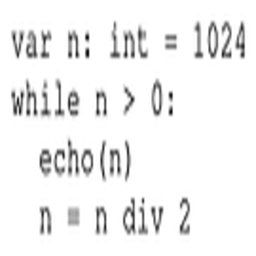 var n: int = 1024
while n > 0:
  echo(n)
  n = n div 2